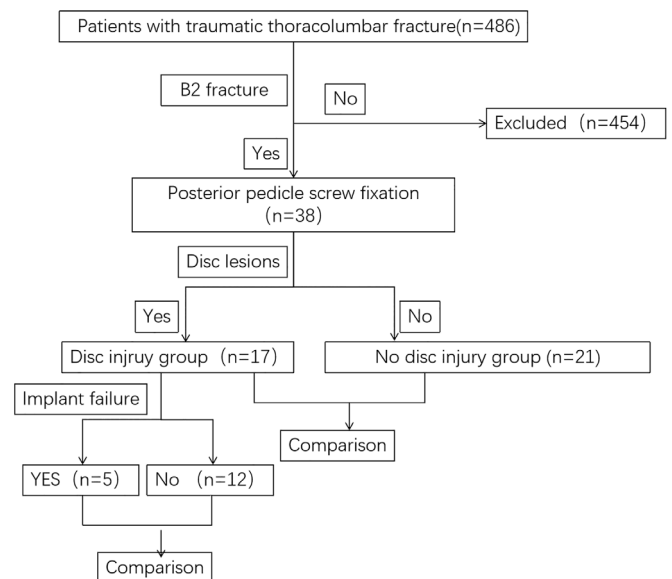 Patients with traumatic thoracolumbar fracture(n=486)
B2 fracture
No
Excluded（n=454）
Yes
Posterior pedicle screw fixation
（n=38）
Disc lesions
Yes
No
Disc injruy group（n=17）
No disc injury group (n=21)
Implant failure
Comparison
YES（n=5）
No （n=12）
Comparison